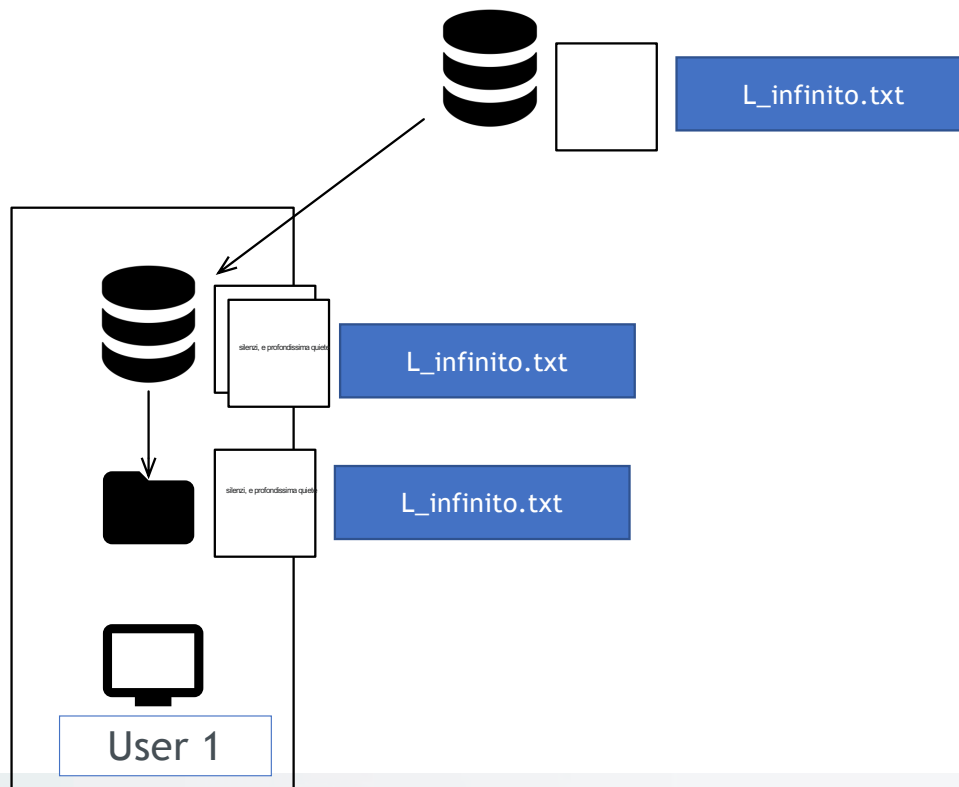 L_infinito.txt
silenzi, e profondissima quiete
L_infinito.txt
silenzi, e profondissima quiete
L_infinito.txt
User 1